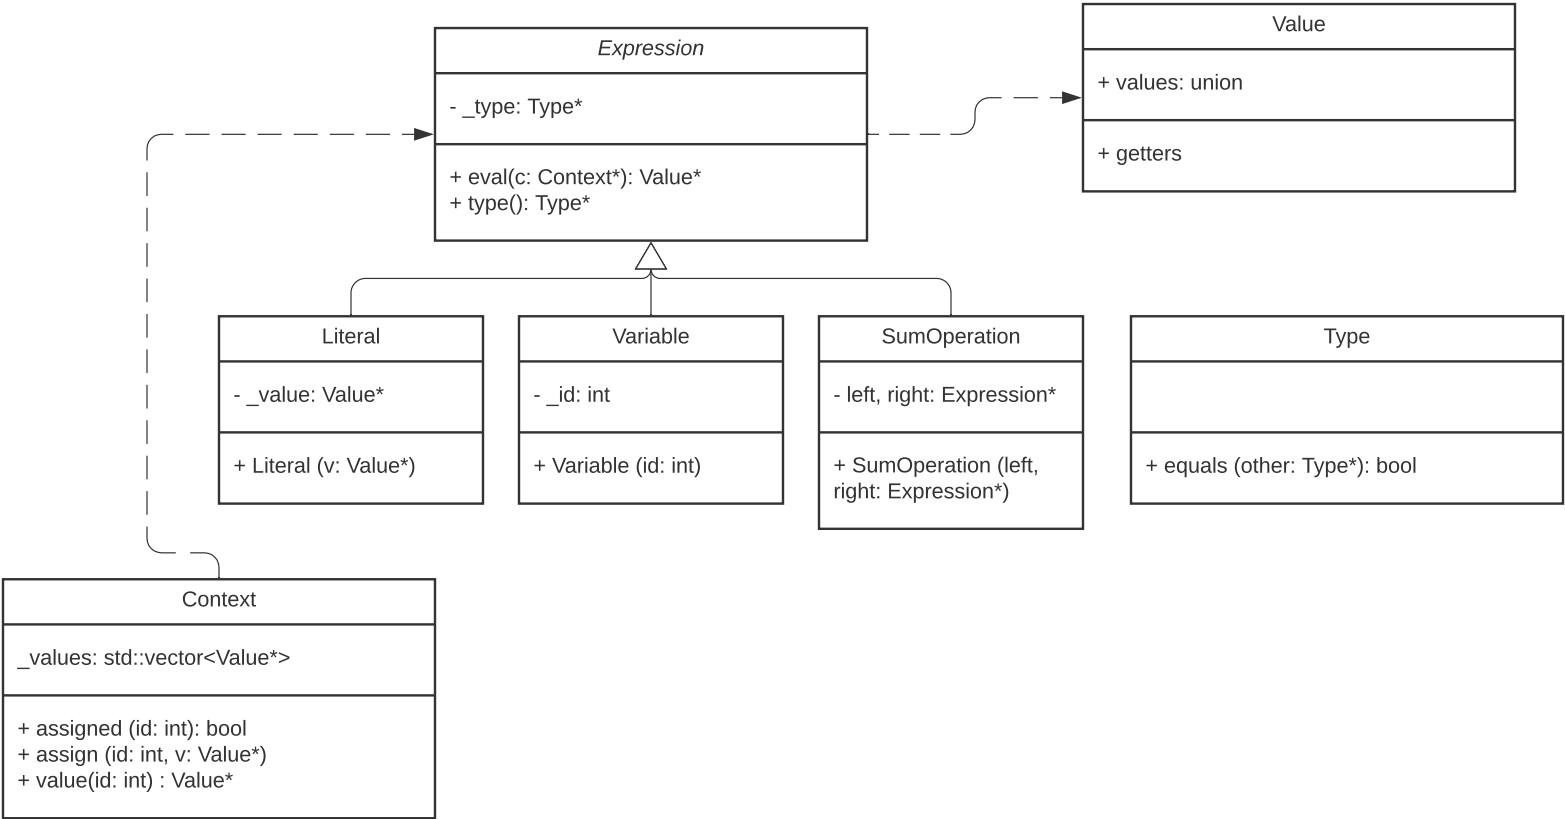 Expression
- _type: Type*
+ eval(c: Context*): Value*
+ type(): Type*
Value
+ values: union
+ getters
Literal
- _value: Value*
+ Literal (v: Value*)
Variable
- _id: int
+ Variable (id: int)
SumOperation
- left, right: Expression*
+ SumOperation (left,
right: Expression*)
Type
+ equals (other: Type*): bool
Context
_values: std::vector<Value*>
+ assigned (id: int): bool
+ assign (id: int, v: Value*)
+ value(id: int) : Value*